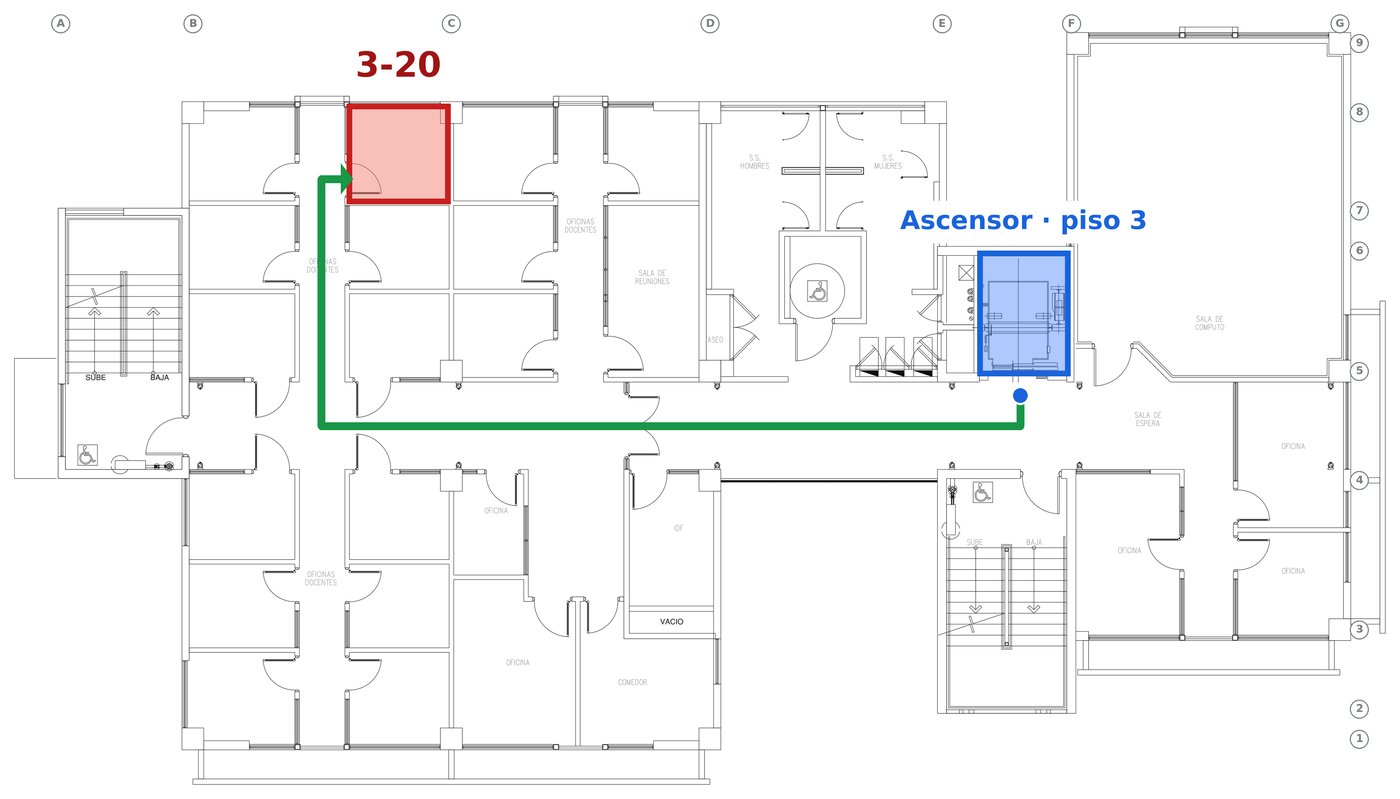 A
B
C
D
E
F
G
9
3-20
8
S.S.
HOMBRES
S.S.
MUJERES
7
Ascensor · piso 3
OFICINAS
DOCENTES
6
OFICINAS
DOCENTES
SALA DE
REUNIONES
SALA DE
COMPUTO
ASEO
5
SUBE
BAJA
SALA DE
ESPERA
OFICINA
4
OFICINA
IDF
SUBE
BAJA
OFICINA
OFICINA
OFICINAS
DOCENTES
VACIO
3
OFICINA
COMEDOR
2
1